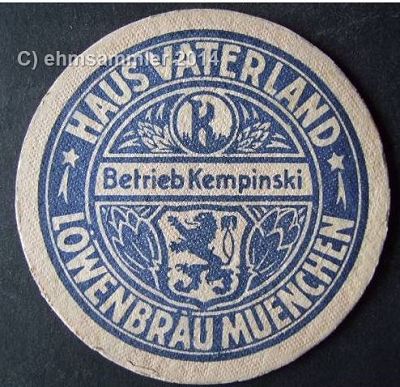 C) ehmsammler 2014
HAUS VATERLAND
K
Betrieb Kempinski
LÖWENBRÄU MUENCHEN